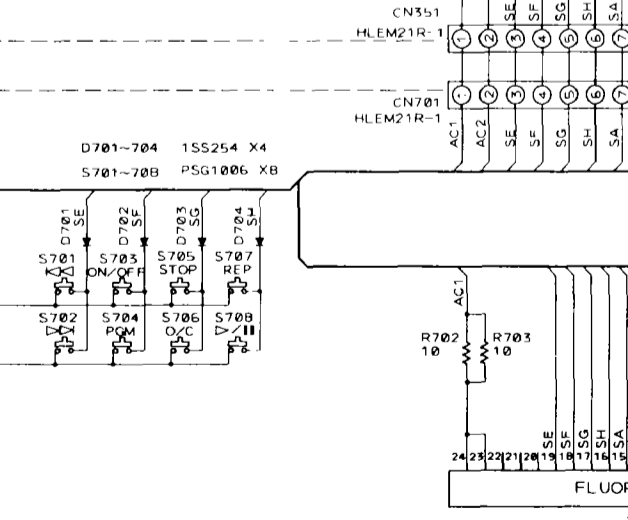 CN351
HLEM21R-1
SE SF SG SH SA
1 2 3 4 5 6 7
1 2 3 4 5 6 7
CN701
HLEM21R-1
AC1 AC2 SE SF SG SH SA
D701~704 1SS254 X4
S701~708 PSG1006 X8
D701 SE D702 SF D703 SG D704 SH
S701 S703 S705 S707
ON/OFF STOP REP
S702 S704 S706 S708
PGM O/C
AC1
R702 R703
10 10
SE SF SG SH SA
24 23 22 21 20 19 18 17 16 15
FLUOR